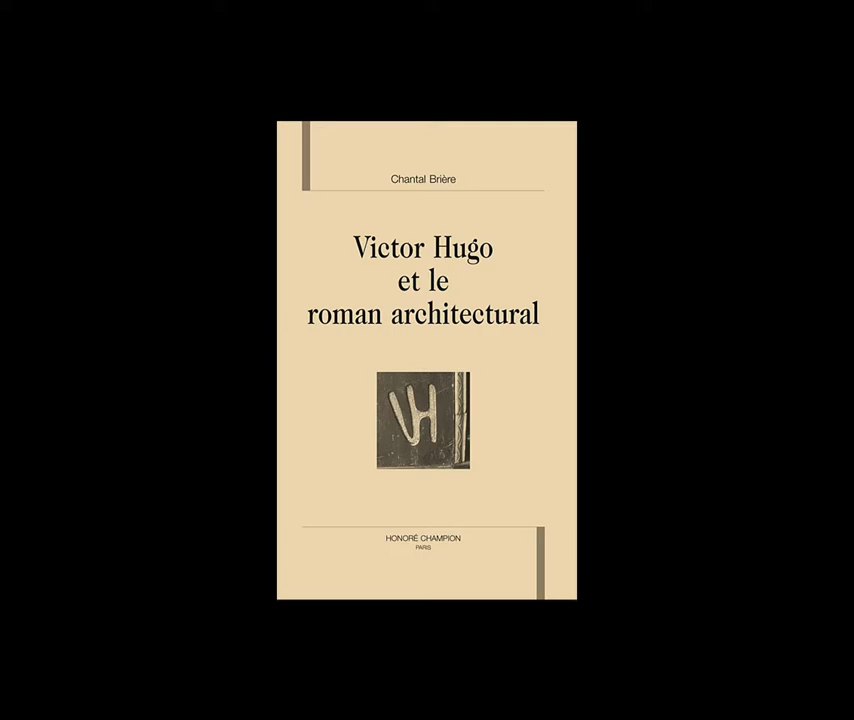 Chantal Brière
Victor Hugo
et le
roman architectural
VH
HONORÉ CHAMPION
PARIS